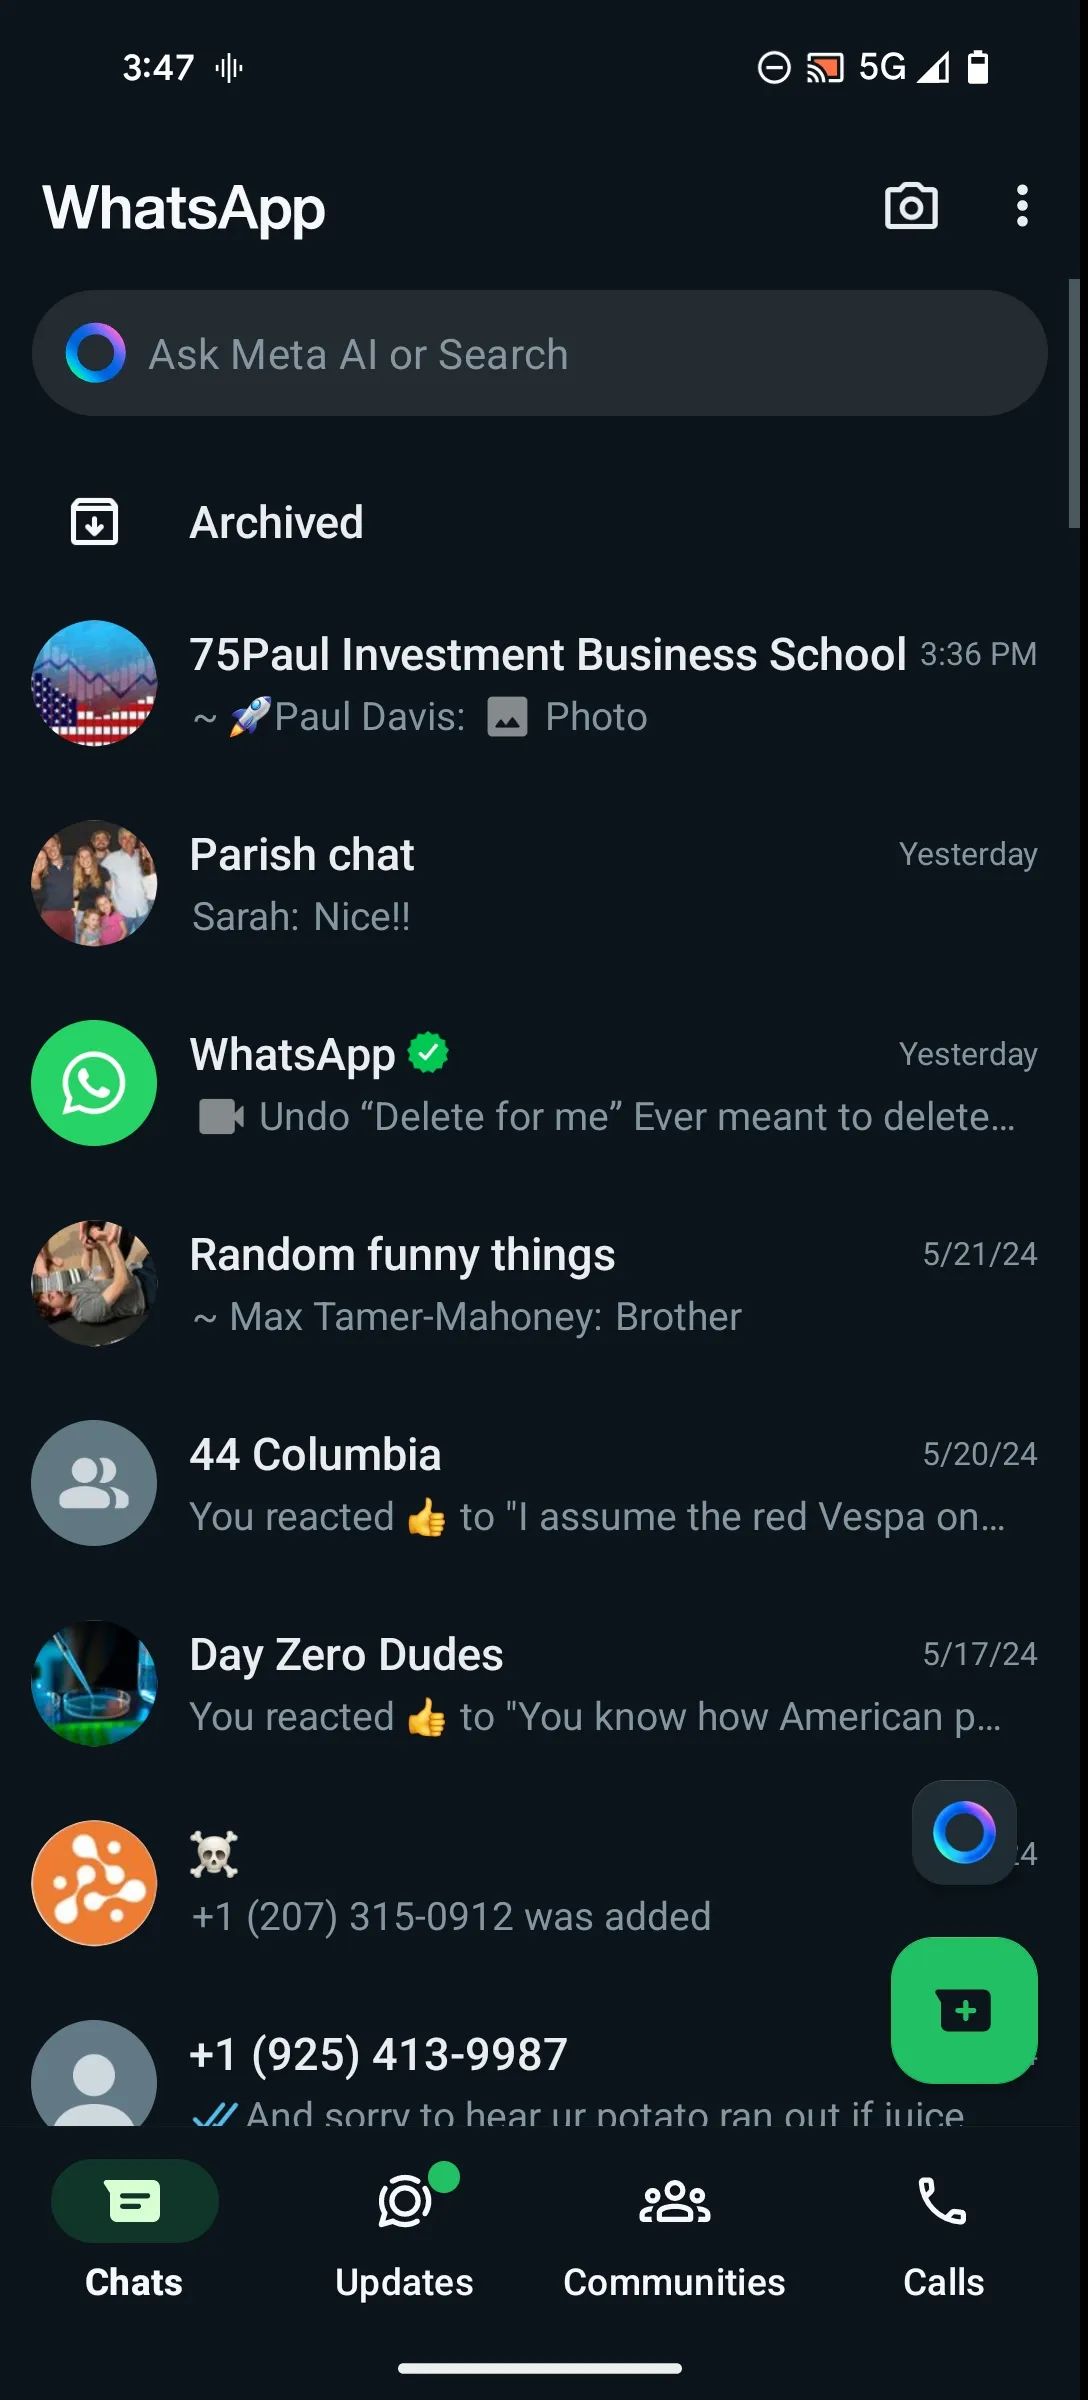 3:47 5G
WhatsApp
Ask Meta AI or Search
Archived
75Paul Investment Business School 3:36 PM
~ 🚀Paul Davis: Photo
Parish chat Yesterday
Sarah: Nice!!
WhatsApp Yesterday
Undo “Delete for me” Ever meant to delete…
Random funny things 5/21/24
~ Max Tamer-Mahoney: Brother
44 Columbia 5/20/24
You reacted 👍 to "I assume the red Vespa on…
Day Zero Dudes 5/17/24
You reacted 👍 to "You know how American p…
☠️
+1 (207) 315-0912 was added
+1 (925) 413-9987
And sorry to hear ur potato ran out if juice
Chats Updates Communities Calls